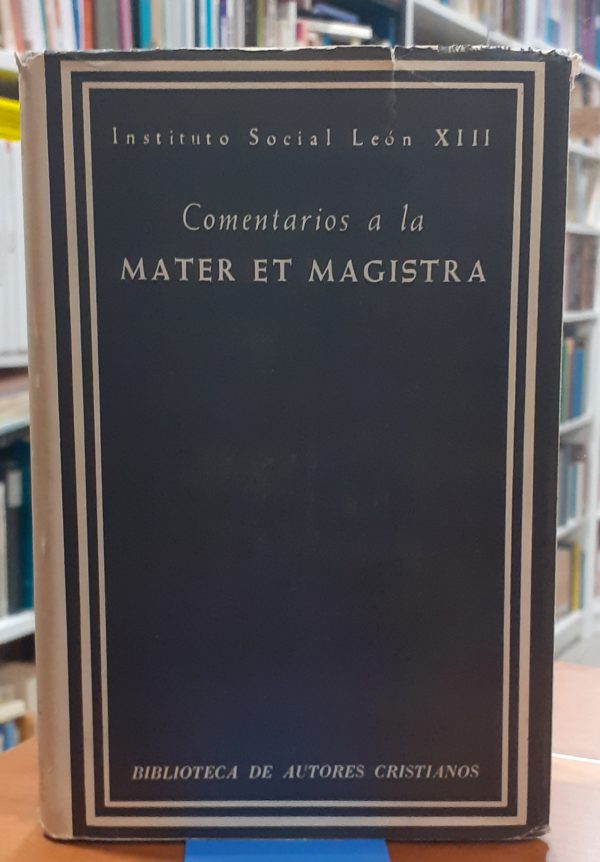 Instituto Social León XIII
Comentarios a la
MATER ET MAGISTRA
BIBLIOTECA DE AUTORES CRISTIANOS